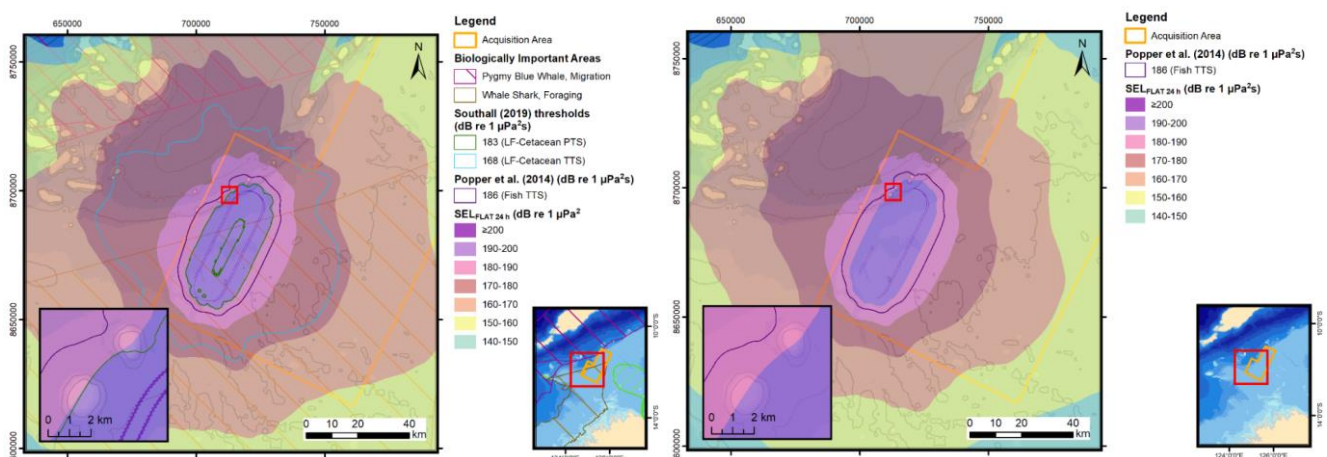 650000 700000 750000
8750000
8700000
8650000
8600000
N
Legend
Acquisition Area
Biologically Important Areas
Pygmy Blue Whale, Migration
Whale Shark, Foraging
Southall (2019) thresholds
(dB re 1 µPa²s)
183 (LF-Cetacean PTS)
168 (LF-Cetacean TTS)
Popper et al. (2014) (dB re 1 µPa²s)
186 (Fish TTS)
SELFLAT 24 h (dB re 1 µPa²
≥200
190-200
180-190
170-180
160-170
150-160
140-150
0 1 2 km
0 10 20 40
km
10°0'0"S
14°0'0"S
650000 700000 750000
8750000
8700000
8650000
8600000
N
Legend
Acquisition Area
Popper et al. (2014) (dB re 1 µPa²s)
186 (Fish TTS)
SELFLAT 24 h (dB re 1 µPa²s)
≥200
190-200
180-190
170-180
160-170
150-160
140-150
0 1 2 km
0 10 20 40
km